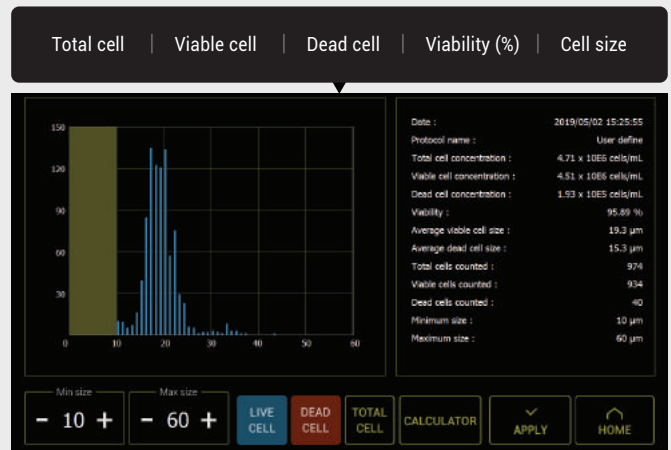 Total cell | Viable cell | Dead cell | Viability (%) | Cell size
150
120
90
60
30
0 10 20 30 40 50 60
Date : 2019/05/02 15:25:55
Protocol name : User define
Total cell concentration : 4.71 x 10E6 cells/mL
Viable cell concentration : 4.51 x 10E6 cells/mL
Dead cell concentration : 1.93 x 10E5 cells/mL
Viability : 95.89 %
Average viable cell size : 19.3 µm
Average dead cell size : 15.3 µm
Total cells counted : 974
Viable cells counted : 934
Dead cells counted : 40
Minimum size : 10 µm
Maximum size : 60 µm
Min size
- 10 +
Max size
- 60 +
LIVE
CELL
DEAD
CELL
TOTAL
CELL
CALCULATOR
APPLY
HOME